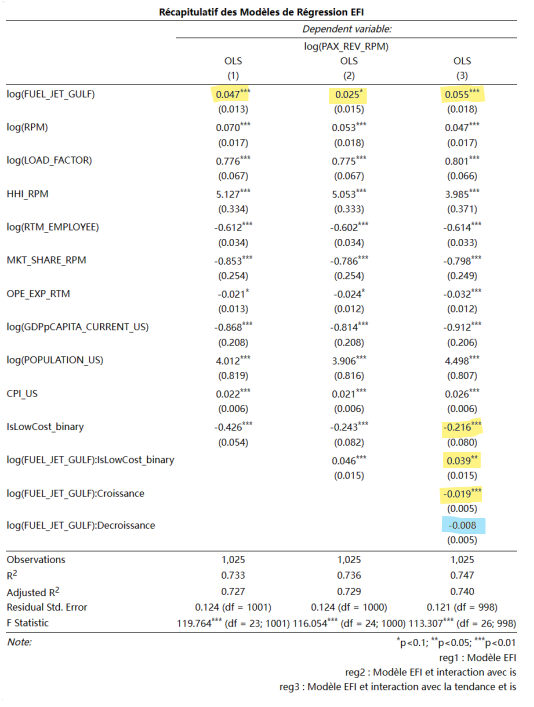 Récapitulatif des Modèles de Régression EFI
Dependent variable:
log(PAX_REV_RPM)
OLS OLS OLS
(1) (2) (3)
log(FUEL_JET_GULF) 0.047*** 0.025* 0.055***
(0.013) (0.015) (0.018)
log(RPM) 0.070*** 0.053*** 0.047***
(0.017) (0.018) (0.017)
log(LOAD_FACTOR) 0.776*** 0.775*** 0.801***
(0.067) (0.067) (0.066)
HHI_RPM 5.127*** 5.053*** 3.985***
(0.334) (0.333) (0.371)
log(RTM_EMPLOYEE) -0.612*** -0.602*** -0.614***
(0.034) (0.034) (0.033)
MKT_SHARE_RPM -0.853*** -0.786*** -0.798***
(0.254) (0.254) (0.249)
OPE_EXP_RTM -0.021* -0.024* -0.032***
(0.013) (0.012) (0.012)
log(GDPpCAPITA_CURRENT_US) -0.868*** -0.814*** -0.912***
(0.208) (0.208) (0.206)
log(POPULATION_US) 4.012*** 3.906*** 4.498***
(0.819) (0.816) (0.807)
CPI_US 0.022*** 0.021*** 0.026***
(0.006) (0.006) (0.006)
IsLowCost_binary -0.426*** -0.243*** -0.216***
(0.054) (0.082) (0.080)
log(FUEL_JET_GULF):IsLowCost_binary 0.046*** 0.039**
(0.015) (0.015)
log(FUEL_JET_GULF):Croissance -0.019***
(0.005)
log(FUEL_JET_GULF):Decroissance -0.008
(0.005)
Observations 1,025 1,025 1,025
R2 0.733 0.736 0.747
Adjusted R2 0.727 0.729 0.740
Residual Std. Error 0.124 (df = 1001) 0.124 (df = 1000) 0.121 (df = 998)
F Statistic 119.764*** (df = 23; 1001) 116.054*** (df = 24; 1000) 113.307*** (df = 26; 998)
Note: *p<0.1; **p<0.05; ***p<0.01
reg1 : Modèle EFI
reg2 : Modèle EFI et interaction avec is
reg3 : Modèle EFI et interaction avec la tendance et is